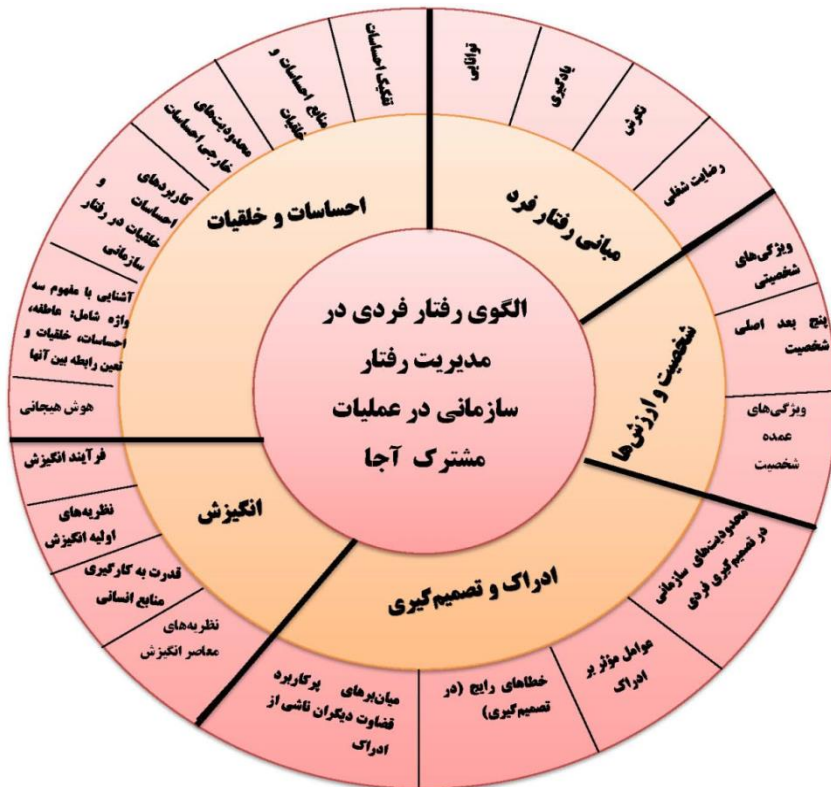 الگوی رفتار فردی در
مدیریت رفتار
سازمانی در عملیات
مشترک آجا
مبانی رفتار فرد
توانایی
یادگیری
نگرش
رضایت شغلی
شخصیت و ارزش‌ها
ویژگی‌های
شخصیتی
پنج بعد اصلی
شخصیت
ویژگی‌های
عمده
شخصیت
ادراک و تصمیم‌گیری
محدودیت‌های سازمانی
در تصمیم‌گیری فردی
عوامل مؤثر بر
ادراک
خطاهای رایج (در
تصمیم‌گیری)
میان‌برهای پرکاربرد
قضاوت دیگران ناشی از
ادراک
انگیزش
نظریه‌های
معاصر انگیزش
قدرت به کارگیری
منابع انسانی
نظریه‌های
اولیه انگیزش
فرآیند انگیزش
احساسات و خلقیات
هوش هیجانی
آشنایی با مفهوم سه
واژه شامل: عاطفه،
احساسات، خلقیات و
تعین رابطه بین آنها
کاربردهای
احساسات و
خلقیات در رفتار
سازمانی
محدودیت‌های
خارجی احساسات
منابع احساسات و
خلقیات
تفکیک احساسات